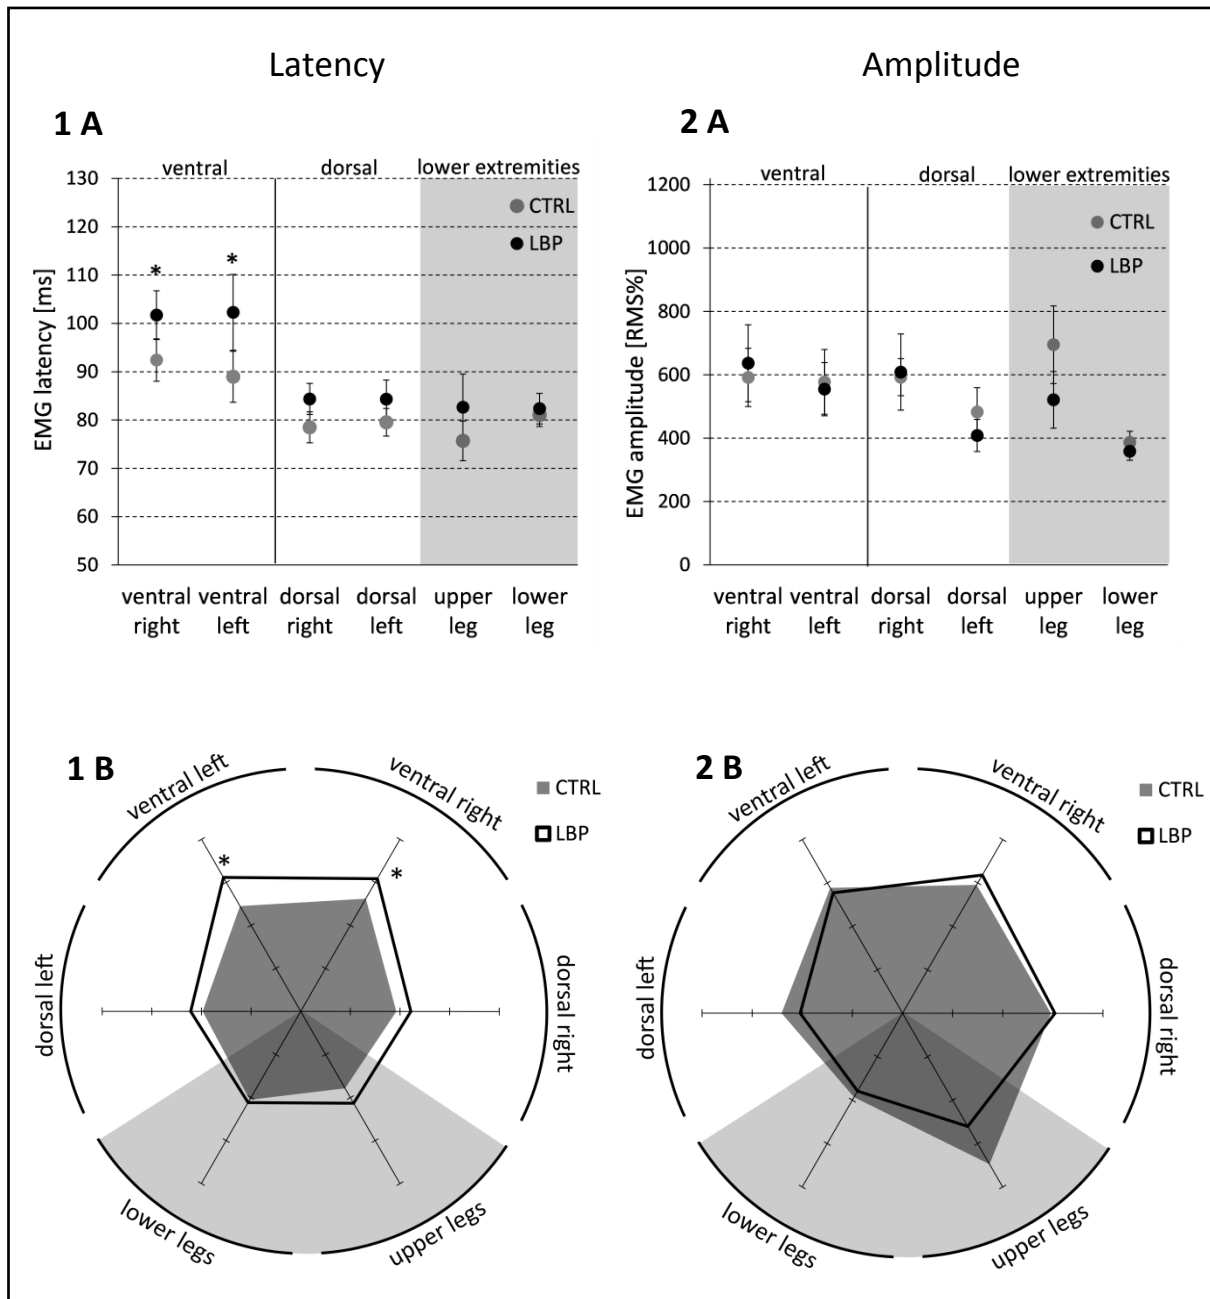 Latency
Amplitude
1 A
2 A
ventral
dorsal
lower extremities
130
120
110
100
90
80
70
60
50
EMG latency [ms]
CTRL
LBP
*
*
ventral right
ventral left
dorsal right
dorsal left
upper leg
lower leg
ventral
dorsal
lower extremities
1200
1000
800
600
400
200
0
EMG amplitude [RMS%]
CTRL
LBP
ventral right
ventral left
dorsal right
dorsal left
upper leg
lower leg
1 B
ventral left
ventral right
CTRL
LBP
*
*
dorsal left
dorsal right
lower legs
upper legs
2 B
ventral left
ventral right
CTRL
LBP
dorsal left
dorsal right
lower legs
upper legs